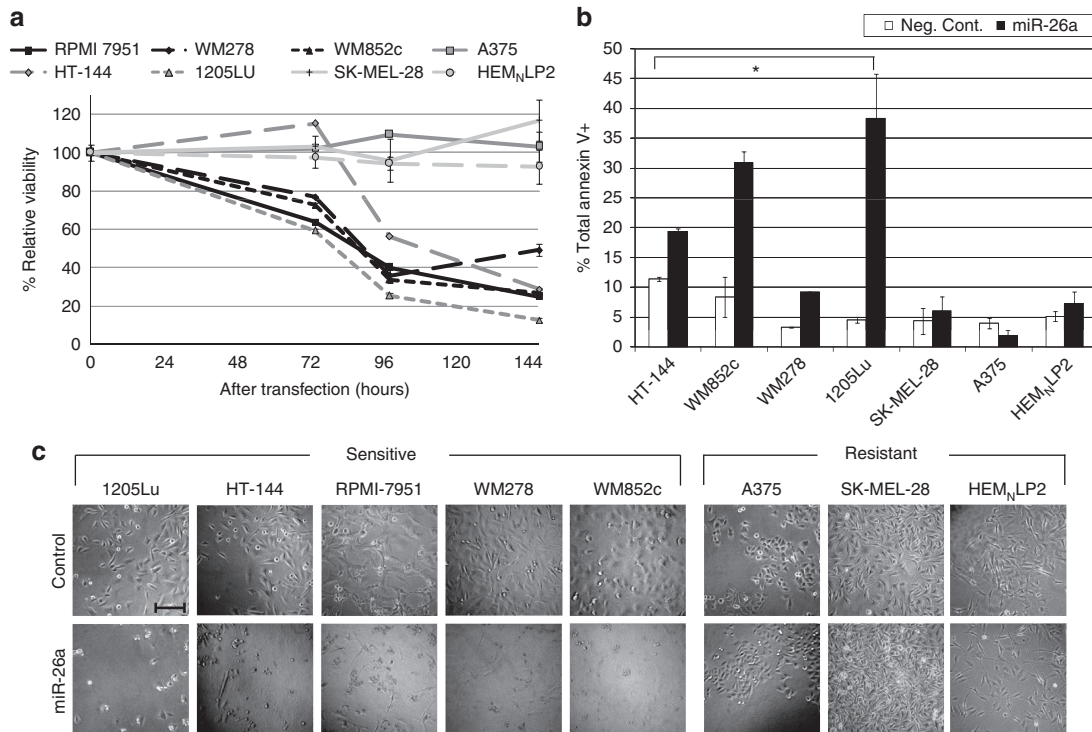 a
RPMI 7951 WM278 WM852c A375
HT-144 1205LU SK-MEL-28 HEM_NLP2
% Relative viability
120
100
80
60
40
20
0
0 24 48 72 96 120 144
After transfection (hours)
b
Neg. Cont. miR-26a
% Total annexin V+
50
45
40
35
30
25
20
15
10
5
0
*
HT-144
WM852c
WM278
1205Lu
SK-MEL-28
A375
HEM_NLP2
c
Sensitive Resistant
1205Lu HT-144 RPMI-7951 WM278 WM852c A375 SK-MEL-28 HEM_NLP2
Control
miR-26a